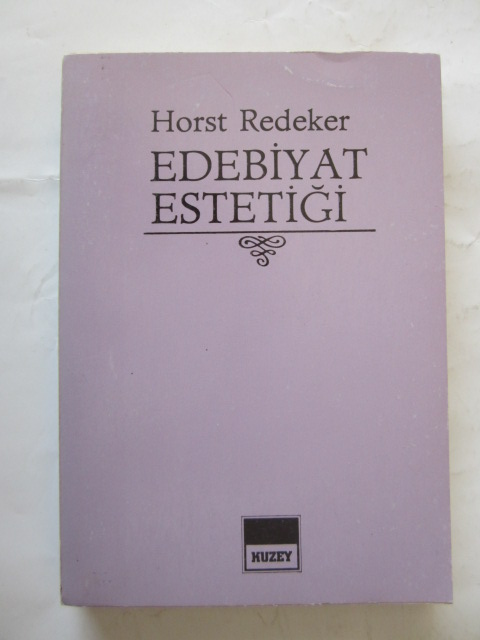 Horst Redeker
EDEBİYAT
ESTETİĞİ
KUZEY